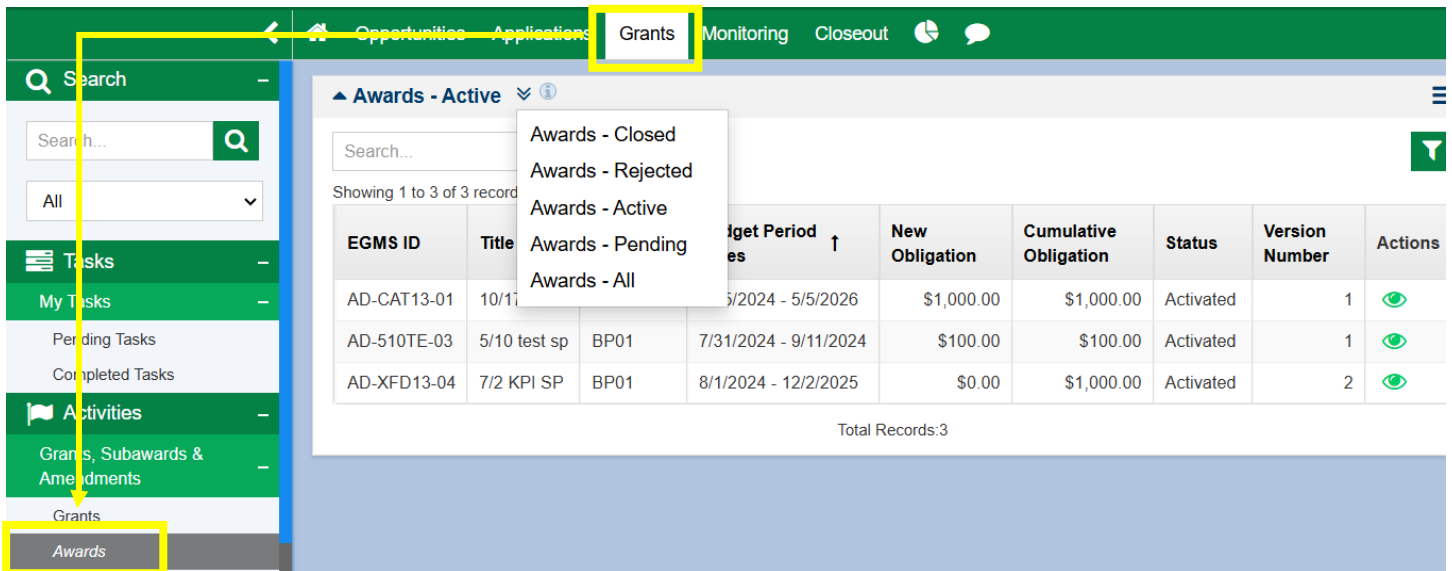 Opportunities Applications Grants Monitoring Closeout
Search
Search...
All
Tasks
My Tasks
Pending Tasks
Completed Tasks
Activities
Grants, Subawards &
Amendments
Grants
Awards
Awards - Active
Awards - Closed
Awards - Rejected
Awards - Active
Awards - Pending
Awards - All
Search...
Showing 1 to 3 of 3 record
EGMS ID Title dget Period es New Obligation Cumulative Obligation Status Version Number Actions
AD-CAT13-01 10/17 5/2024 - 5/5/2026 $1,000.00 $1,000.00 Activated 1
AD-510TE-03 5/10 test sp BP01 7/31/2024 - 9/11/2024 $100.00 $100.00 Activated 1
AD-XFD13-04 7/2 KPI SP BP01 8/1/2024 - 12/2/2025 $0.00 $1,000.00 Activated 2
Total Records:3